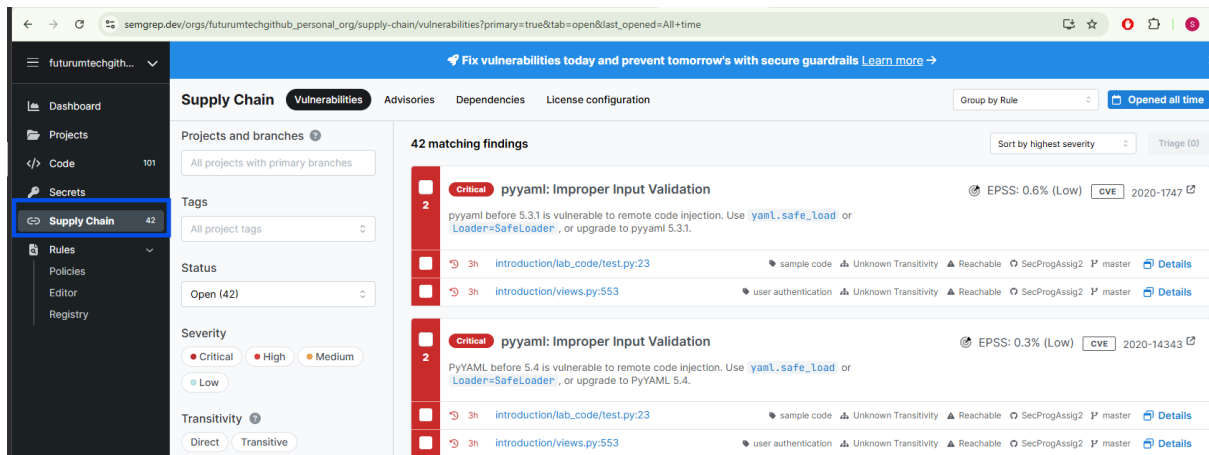 semgrep.dev/orgs/futurumtechgithub_personal_org/supply-chain/vulnerabilities?primary=true&tab=open&last_opened=All+time
S
futurumtechgith...
Fix vulnerabilities today and prevent tomorrow's with secure guardrails Learn more →
Dashboard
Projects
Code 101
Secrets
Supply Chain 42
Rules
Policies
Editor
Registry
Supply Chain Vulnerabilities Advisories Dependencies License configuration
Group by Rule Opened all time
Projects and branches ?
All projects with primary branches
Tags
All project tags
Status
Open (42)
Severity
Critical High Medium
Low
Transitivity ?
Direct Transitive
42 matching findings
Sort by highest severity Triage (0)
2
Critical pyyaml: Improper Input Validation EPSS: 0.6% (Low) CVE 2020-1747
pyyaml before 5.3.1 is vulnerable to remote code injection. Use yaml.safe_load or
Loader=SafeLoader , or upgrade to pyyaml 5.3.1.
3h introduction/lab_code/test.py:23 sample code Unknown Transitivity Reachable SecProgAssig2 master Details
3h introduction/views.py:553 user authentication Unknown Transitivity Reachable SecProgAssig2 master Details
2
Critical pyyaml: Improper Input Validation EPSS: 0.3% (Low) CVE 2020-14343
PyYAML before 5.4 is vulnerable to remote code injection. Use yaml.safe_load or
Loader=SafeLoader , or upgrade to PyYAML 5.4.
3h introduction/lab_code/test.py:23 sample code Unknown Transitivity Reachable SecProgAssig2 master Details
3h introduction/views.py:553 user authentication Unknown Transitivity Reachable SecProgAssig2 master Details